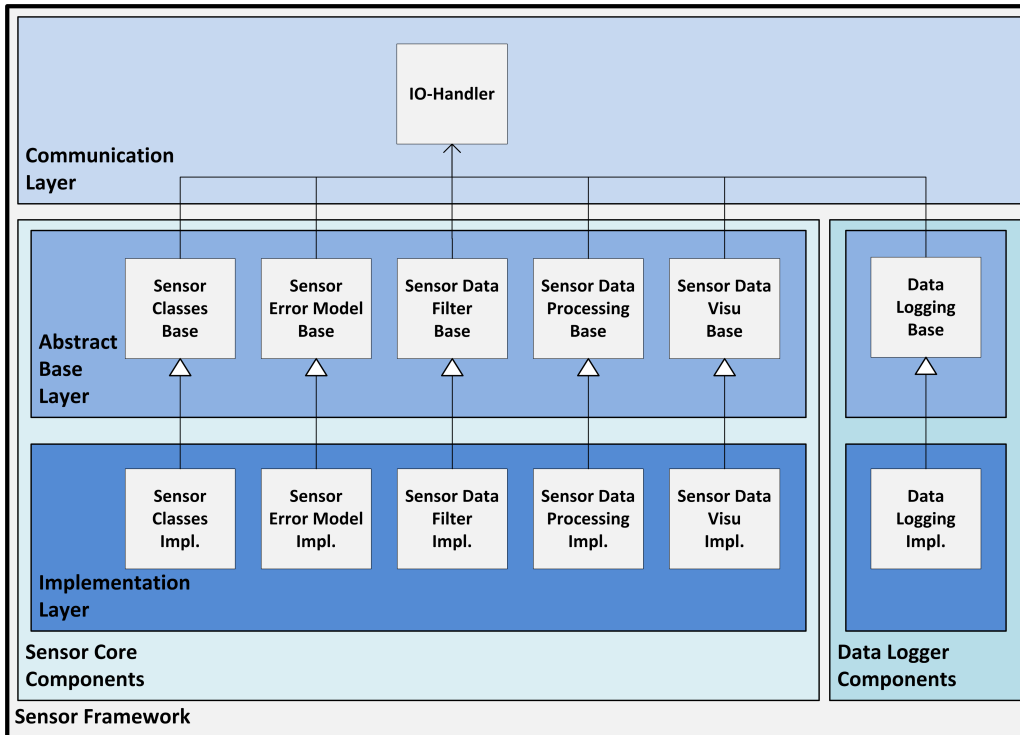 IO-Handler
Communication
Layer
Sensor
Classes
Base
Sensor
Error Model
Base
Sensor Data
Filter
Base
Sensor Data
Processing
Base
Sensor Data
Visu
Base
Data
Logging
Base
Abstract
Base
Layer
Sensor
Classes
Impl.
Sensor
Error Model
Impl.
Sensor Data
Filter
Impl.
Sensor Data
Processing
Impl.
Sensor Data
Visu
Impl.
Data
Logging
Impl.
Implementation
Layer
Sensor Core
Components
Data Logger
Components
Sensor Framework